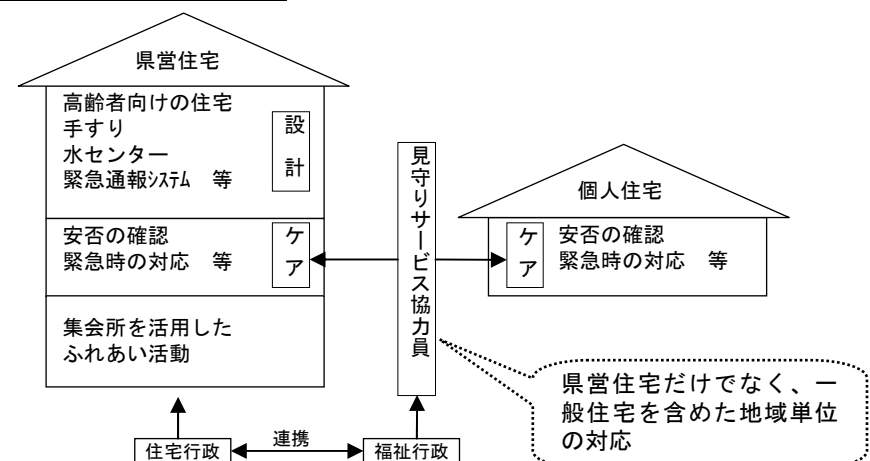 県営住宅
高齢者向けの住宅
手すり
水センター
緊急通報ｼｽﾃﾑ　等
設計
安否の確認
緊急時の対応　等
ケア
集会所を活用した
ふれあい活動
見守りサービス協力員
個人住宅
ケア
安否の確認
緊急時の対応　等
県営住宅だけでなく、一
般住宅を含めた地域単位
の対応
住宅行政
連携
福祉行政